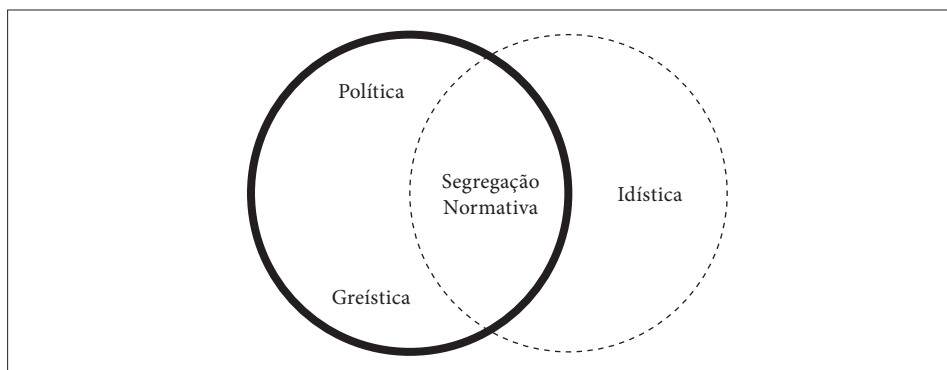 Política
Segregação
Normativa
Idística
Greística